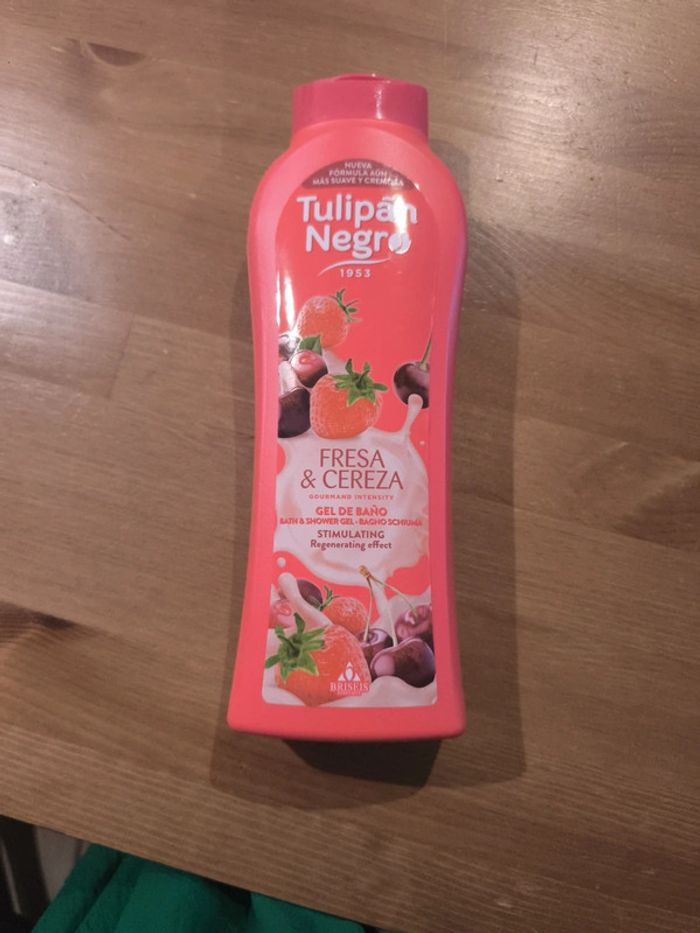 NUEVA
FÓRMULA AÚN
MÁS SUAVE Y CREMOSA
Tulipán
Negro
1953
FRESA
& CEREZA
GOURMAND INTENSITY
GEL DE BAÑO
BATH & SHOWER GEL - BAGNO SCHIUMA
STIMULATING
Regenerating effect
BRISEIS